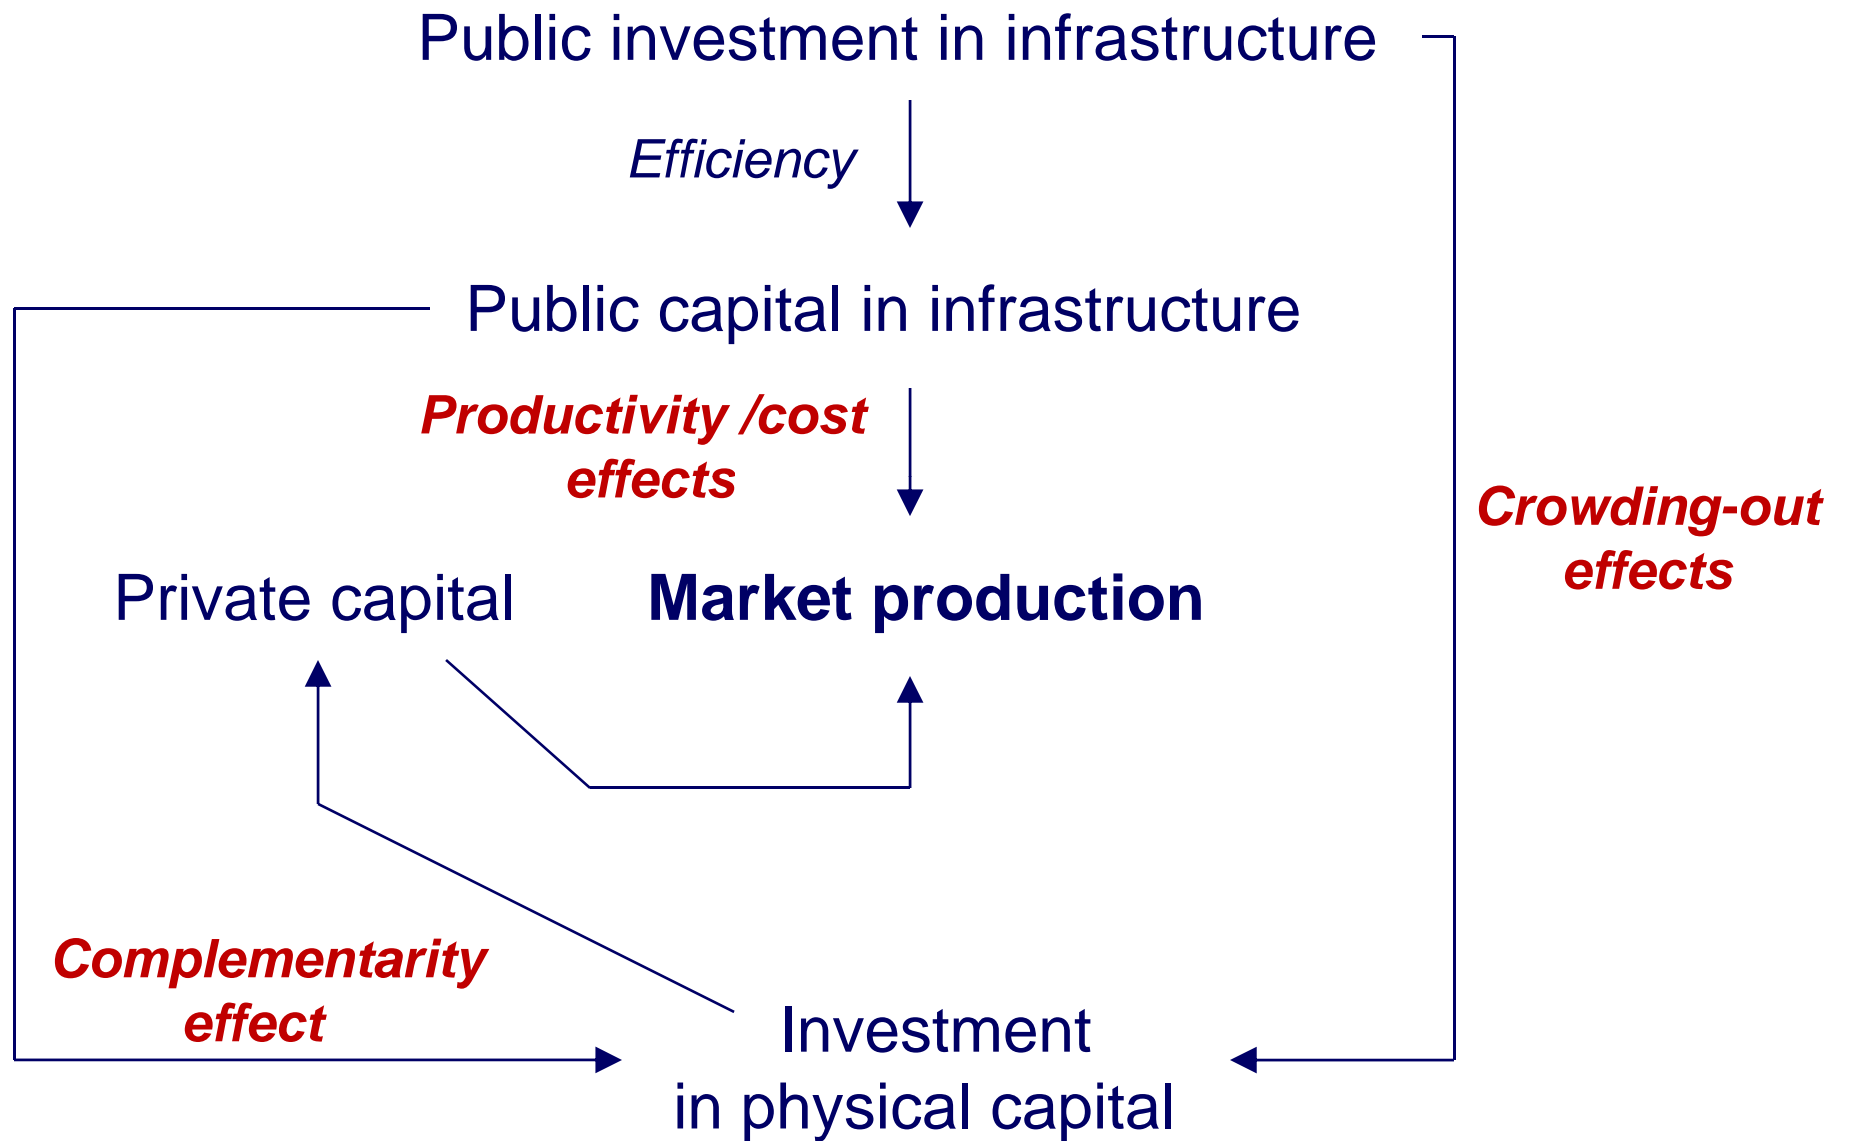 Public investment in infrastructure
Efficiency
Public capital in infrastructure
Productivity /cost
effects
Crowding-out
effects
Private capital
Market production
Complementarity
effect
Investment
in physical capital